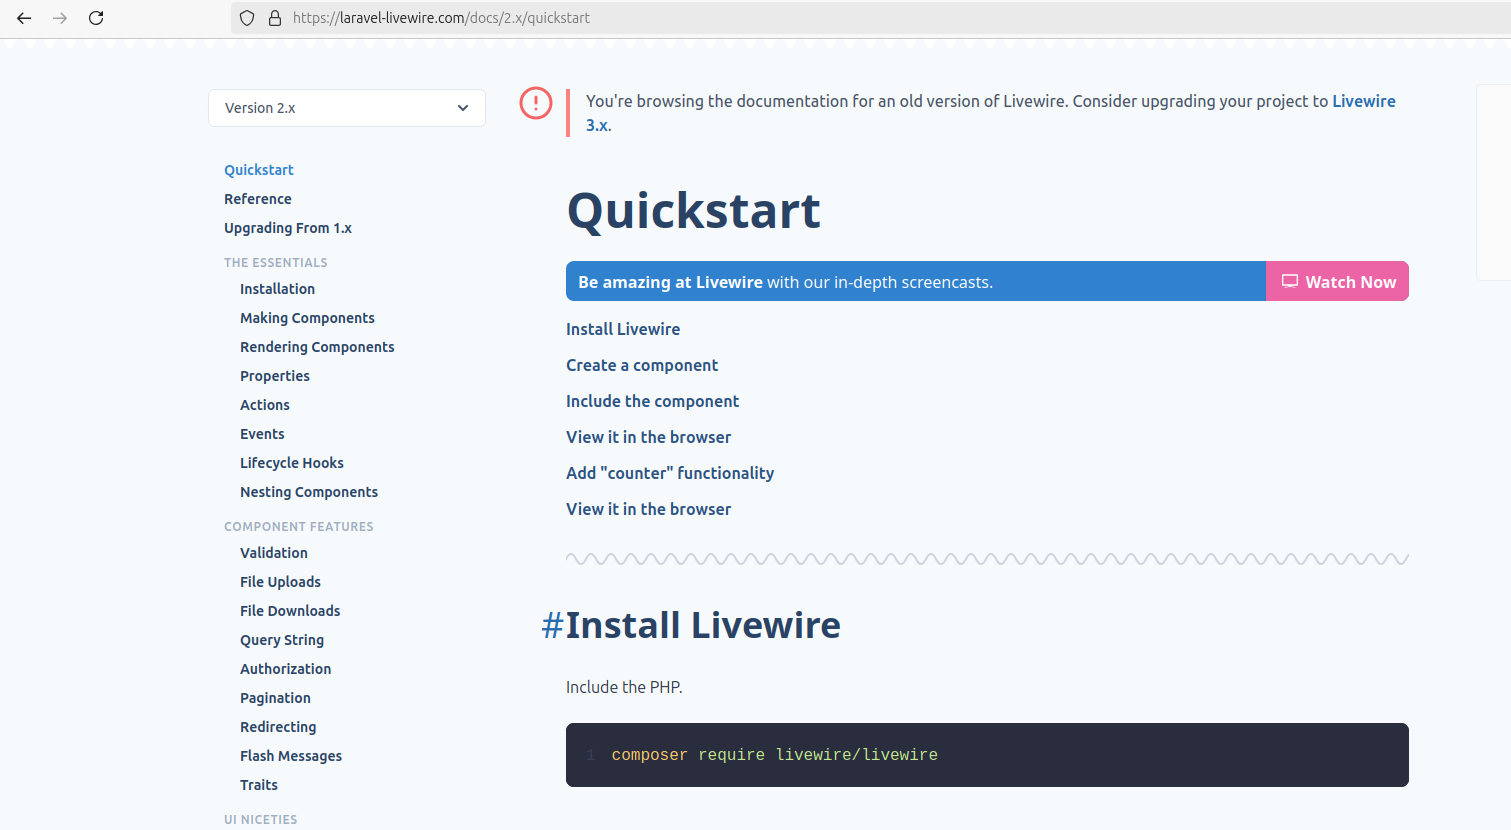 https://laravel-livewire.com/docs/2.x/quickstart
Version 2.x
Quickstart
Reference
Upgrading From 1.x
THE ESSENTIALS
Installation
Making Components
Rendering Components
Properties
Actions
Events
Lifecycle Hooks
Nesting Components
COMPONENT FEATURES
Validation
File Uploads
File Downloads
Query String
Authorization
Pagination
Redirecting
Flash Messages
Traits
UI NICETIES
You're browsing the documentation for an old version of Livewire. Consider upgrading your project to Livewire
3.x.
Quickstart
Be amazing at Livewire with our in-depth screencasts.
Watch Now
Install Livewire
Create a component
Include the component
View it in the browser
Add "counter" functionality
View it in the browser
#Install Livewire
Include the PHP.
1 composer require livewire/livewire